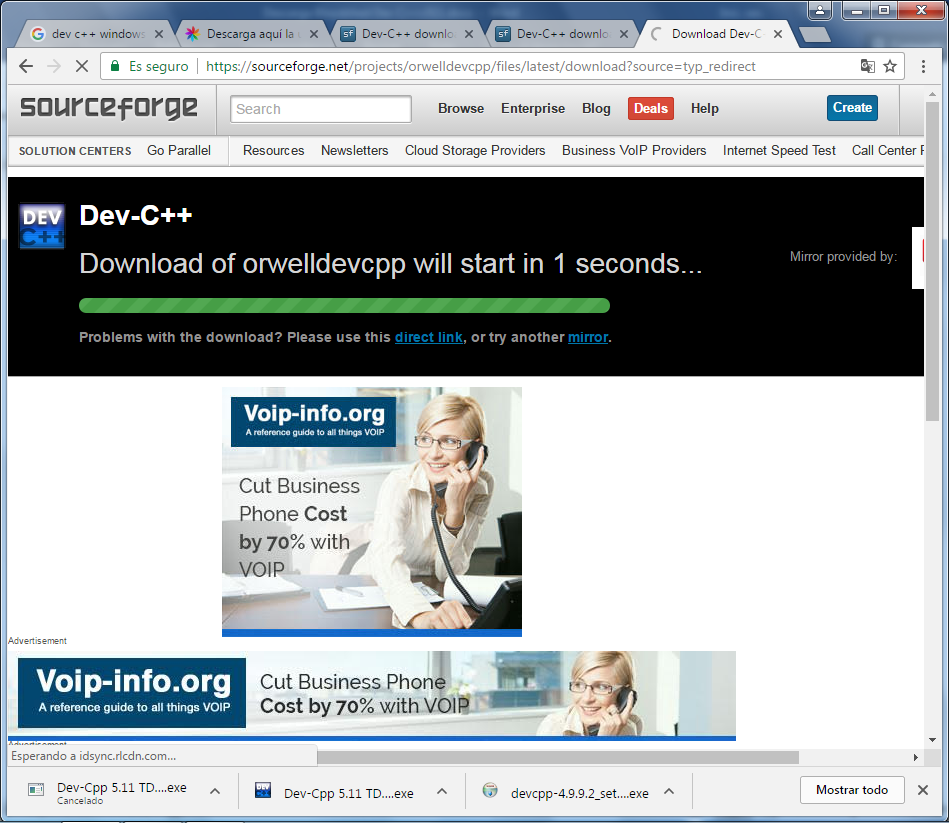 dev c++ windows
Descarga aquí la u
Dev-C++ downlo
Dev-C++ downlo
Download Dev-C
Es seguro
https://sourceforge.net/projects/orwelldevcpp/files/latest/download?source=typ_redirect
sourceforge
Search
Browse
Enterprise
Blog
Deals
Help
Create
SOLUTION CENTERS
Go Parallel
Resources
Newsletters
Cloud Storage Providers
Business VoIP Providers
Internet Speed Test
Call Center P
DEV
C++
Dev-C++
Download of orwelldevcpp will start in 1 seconds...
Mirror provided by:
Problems with the download? Please use this direct link, or try another mirror.
Voip-info.org
A reference guide to all things VOIP
Cut Business
Phone Cost
by 70% with
VOIP
Advertisement
Voip-info.org
A reference guide to all things VOIP
Cut Business Phone
Cost by 70% with VOIP
Advertisement
Esperando a idsync.rlcdn.com...
Dev-Cpp 5.11 TD....exe
Cancelado
Dev-Cpp 5.11 TD....exe
devcpp-4.9.9.2_set....exe
Mostrar todo